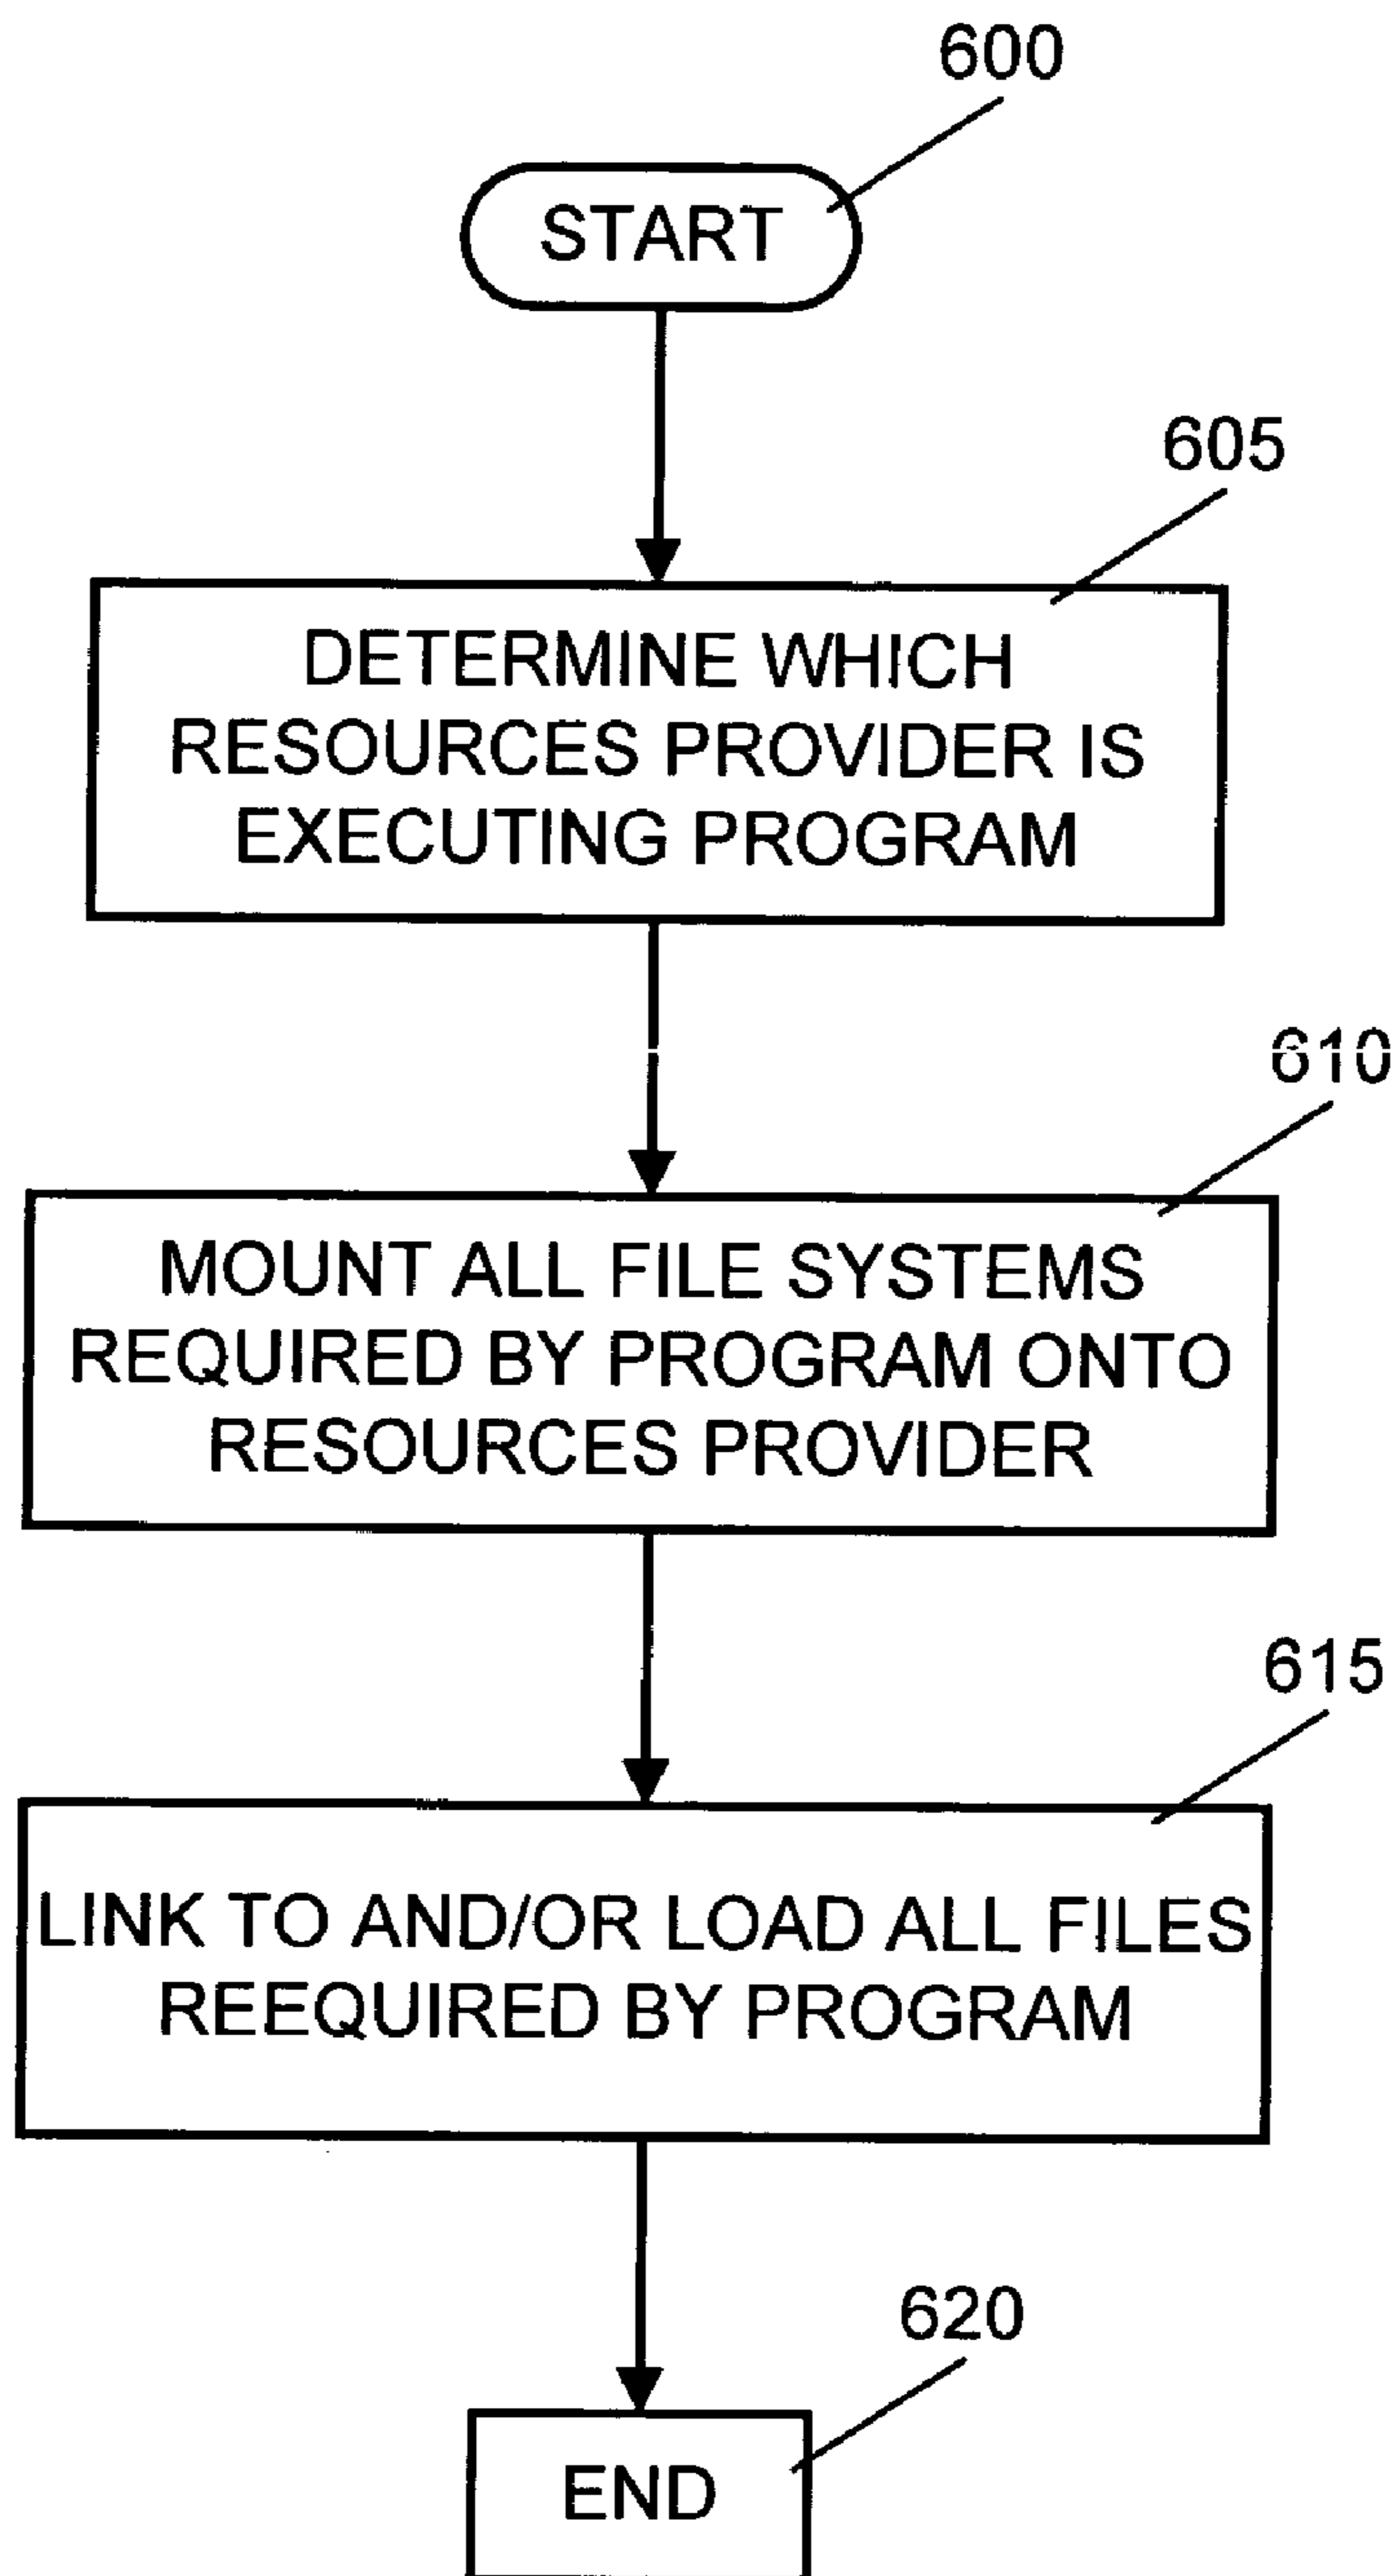 600
START
605
DETERMINE WHICH
RESOURCES PROVIDER IS
EXECUTING PROGRAM
610
MOUNT ALL FILE SYSTEMS
REQUIRED BY PROGRAM ONTO
RESOURCES PROVIDER
615
LINK TO AND/OR LOAD ALL FILES
REEQUIRED BY PROGRAM
620
END